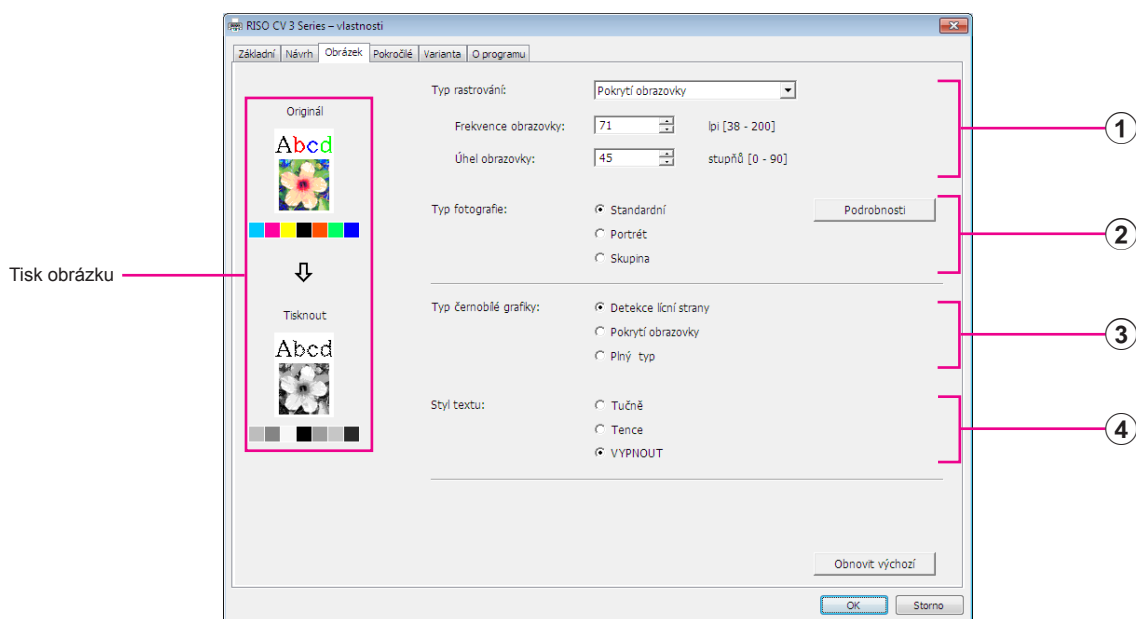 RISO CV 3 Series – vlastnosti
Základní Návrh Obrázek Pokročilé Varianta O programu
Typ rastrování: Pokrytí obrazovky
Originál
1
Frekvence obrazovky: 71 lpi [38 - 200]
Abcd
Úhel obrazovky: 45 stupňů [0 - 90]
Typ fotografie: Standardní Podrobnosti
Portrét
2
Skupina
Tisk obrázku
Typ černobílé grafiky: Detekce lícní strany
Tisknout
Pokrytí obrazovky
3
Abcd
Plný typ
Styl textu: Tučně
Tence
4
VYPNOUT
Obnovit výchozí
OK Storno